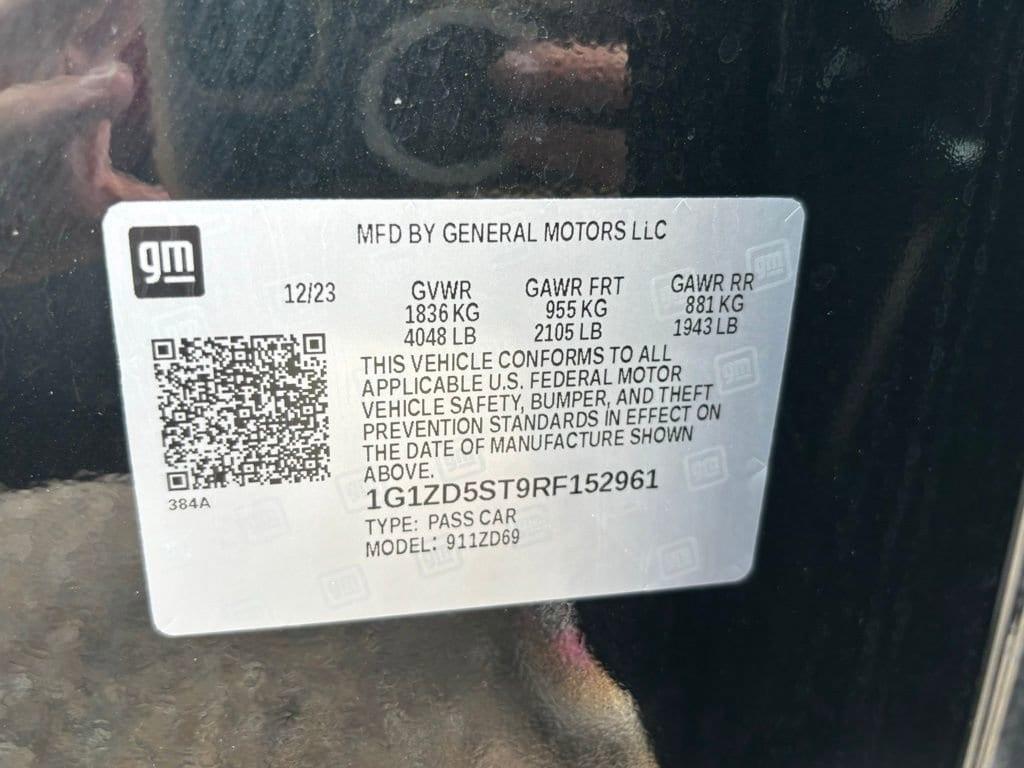 gm
MFD BY GENERAL MOTORS LLC
12/23
GVWR GAWR FRT GAWR RR
1836 KG 955 KG 881 KG
4048 LB 2105 LB 1943 LB
THIS VEHICLE CONFORMS TO ALL
APPLICABLE U.S. FEDERAL MOTOR
VEHICLE SAFETY, BUMPER, AND THEFT
PREVENTION STANDARDS IN EFFECT ON
THE DATE OF MANUFACTURE SHOWN
ABOVE.
384A
1G1ZD5ST9RF152961
TYPE: PASS CAR
MODEL: 911ZD69